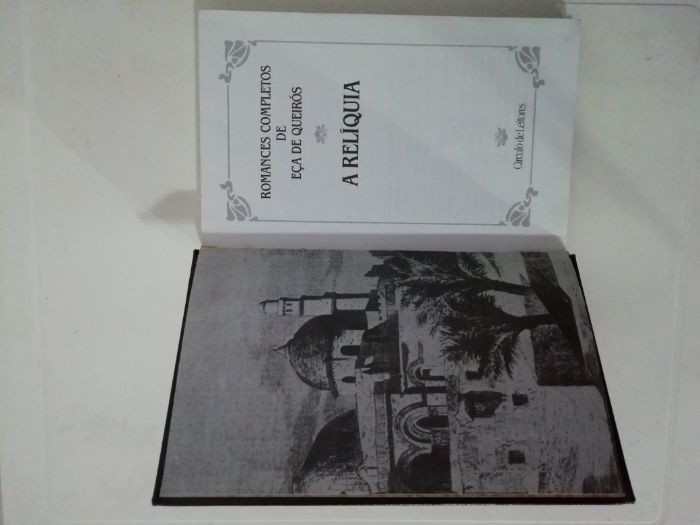 ROMANCES COMPLETOS
DE
EÇA DE QUEIRÓS
A RELÍQUIA
Círculo de Leitores